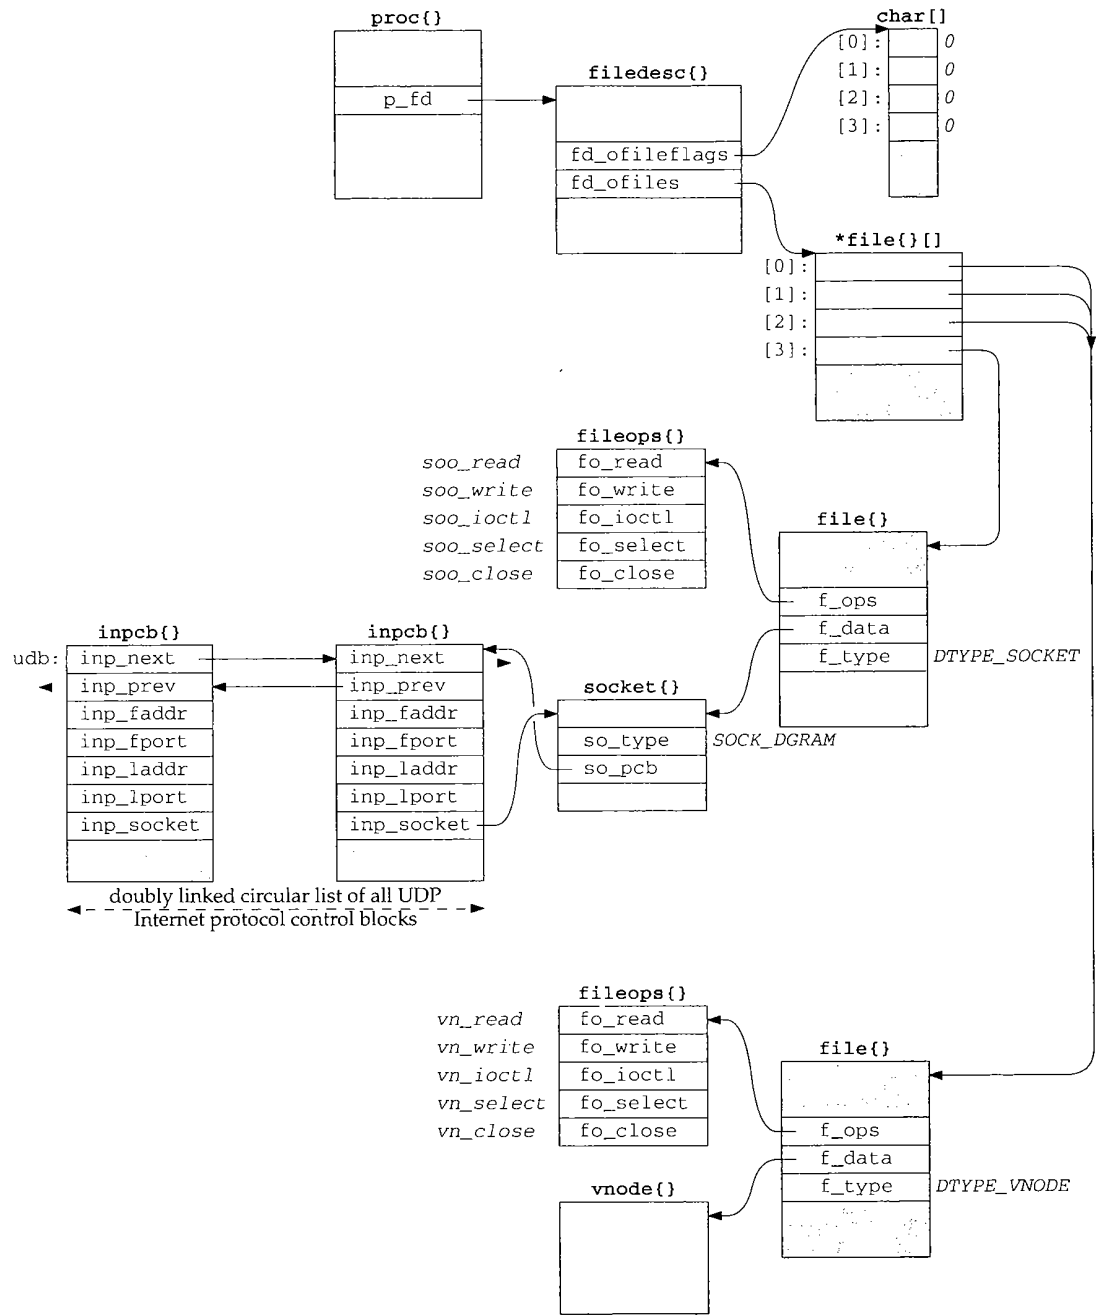 proc{}
char[]
[0]: 0
[1]: 0
[2]: 0
[3]: 0
filedesc{}
p_fd
fd_ofileflags
fd_ofiles
*file{}[]
[0]:
[1]:
[2]:
[3]:
fileops{}
soo_read fo_read
soo_write fo_write
soo_ioctl fo_ioctl
soo_select fo_select
soo_close fo_close
file{}
f_ops
f_data
f_type DTYPE_SOCKET
inpcb{} inpcb{}
udb: inp_next inp_next
inp_prev inp_prev
inp_faddr inp_faddr
inp_fport inp_fport
inp_laddr inp_laddr
inp_lport inp_lport
inp_socket inp_socket
socket{}
so_type SOCK_DGRAM
so_pcb
doubly linked circular list of all UDP
Internet protocol control blocks
fileops{}
vn_read fo_read
vn_write fo_write
vn_ioctl fo_ioctl
vn_select fo_select
vn_close fo_close
file{}
f_ops
f_data
f_type DTYPE_VNODE
vnode{}